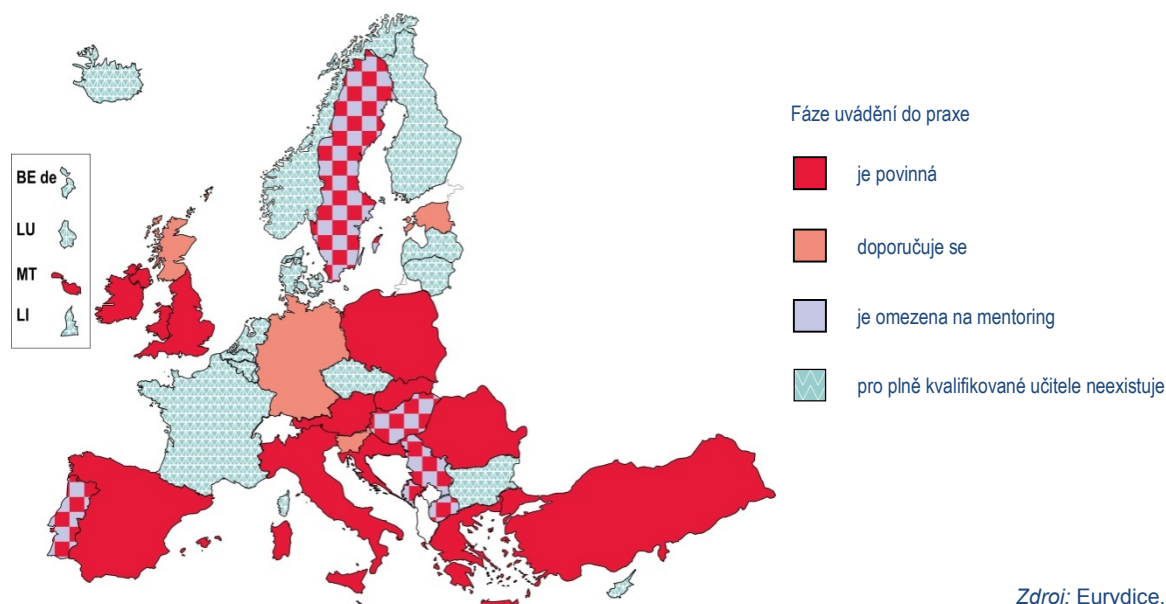 BE de
LU
MT
LI
Fáze uvádění do praxe
je povinná
doporučuje se
je omezena na mentoring
pro plně kvalifikované učitele neexistuje
Zdroj: Eurydice.